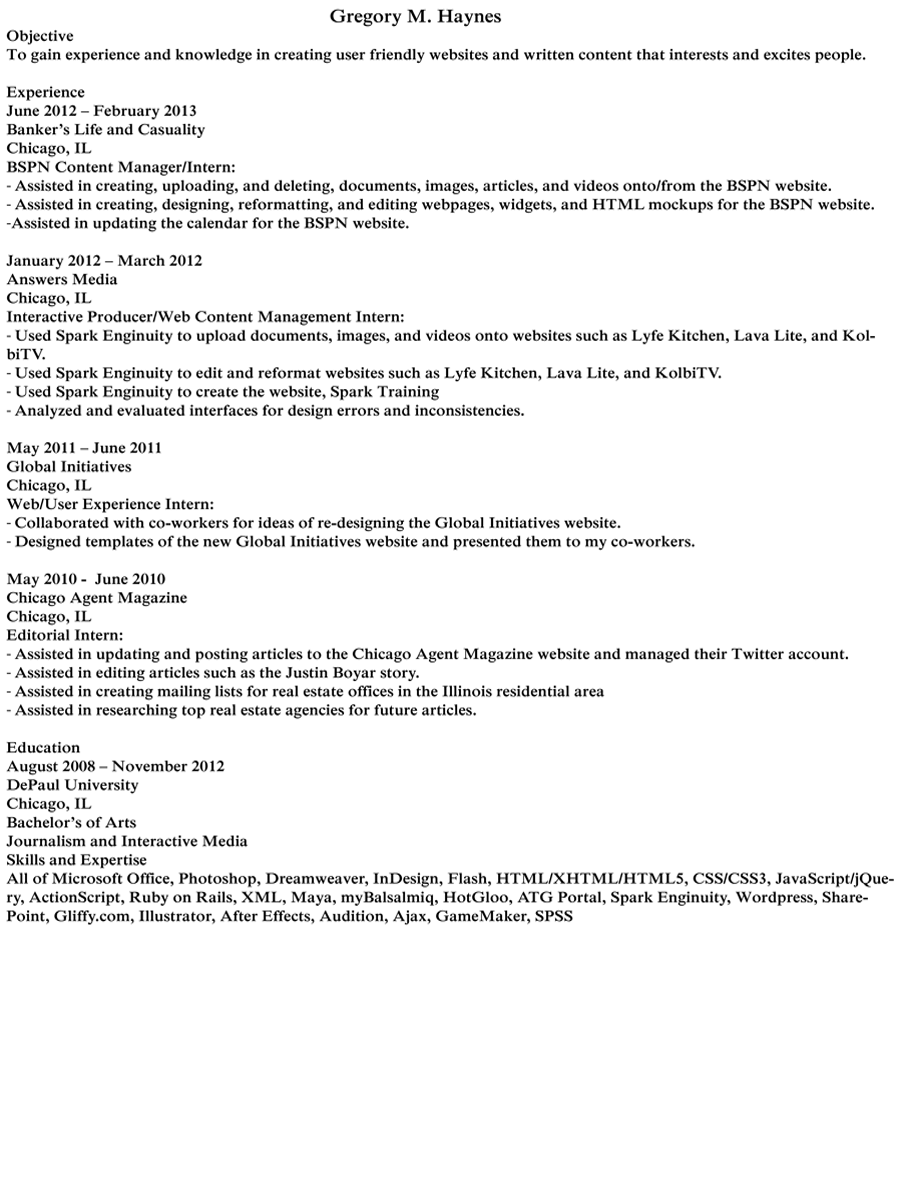 Gregory M. Haynes
Objective
To gain experience and knowledge in creating user friendly websites and written content that interests and excites people.
Experience
June 2012 – February 2013
Banker's Life and Casuality
Chicago, IL
BSPN Content Manager/Intern:
- Assisted in creating, uploading, and deleting, documents, images, articles, and videos onto/from the BSPN website.
- Assisted in creating, designing, reformatting, and editing webpages, widgets, and HTML mockups for the BSPN website.
-Assisted in updating the calendar for the BSPN website.
January 2012 – March 2012
Answers Media
Chicago, IL
Interactive Producer/Web Content Management Intern:
- Used Spark Enginuity to upload documents, images, and videos onto websites such as Lyfe Kitchen, Lava Lite, and Kol-
biTV.
- Used Spark Enginuity to edit and reformat websites such as Lyfe Kitchen, Lava Lite, and KolbiTV.
- Used Spark Enginuity to create the website, Spark Training
- Analyzed and evaluated interfaces for design errors and inconsistencies.
May 2011 – June 2011
Global Initiatives
Chicago, IL
Web/User Experience Intern:
- Collaborated with co-workers for ideas of re-designing the Global Initiatives website.
- Designed templates of the new Global Initiatives website and presented them to my co-workers.
May 2010 -  June 2010
Chicago Agent Magazine
Chicago, IL
Editorial Intern:
- Assisted in updating and posting articles to the Chicago Agent Magazine website and managed their Twitter account.
- Assisted in editing articles such as the Justin Boyar story.
- Assisted in creating mailing lists for real estate offices in the Illinois residential area
- Assisted in researching top real estate agencies for future articles.
Education
August 2008 – November 2012
DePaul University
Chicago, IL
Bachelor's of Arts
Journalism and Interactive Media
Skills and Expertise
All of Microsoft Office, Photoshop, Dreamweaver, InDesign, Flash, HTML/XHTML/HTML5, CSS/CSS3, JavaScript/jQue-
ry, ActionScript, Ruby on Rails, XML, Maya, myBalsalmiq, HotGloo, ATG Portal, Spark Enginuity, Wordpress, Share-
Point, Gliffy.com, Illustrator, After Effects, Audition, Ajax, GameMaker, SPSS